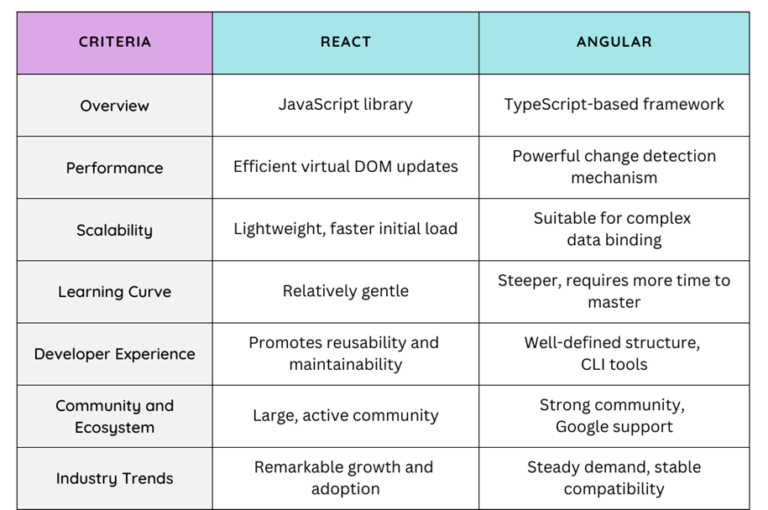 CRITERIA REACT ANGULAR
Overview JavaScript library TypeScript-based framework
Performance Efficient virtual DOM updates Powerful change detection
mechanism
Scalability Lightweight, faster initial load Suitable for complex
data binding
Learning Curve Relatively gentle Steeper, requires more time to
master
Developer Experience Promotes reusability and
maintainability Well-defined structure,
CLI tools
Community and
Ecosystem Large, active community Strong community,
Google support
Industry Trends Remarkable growth and
adoption Steady demand, stable
compatibility